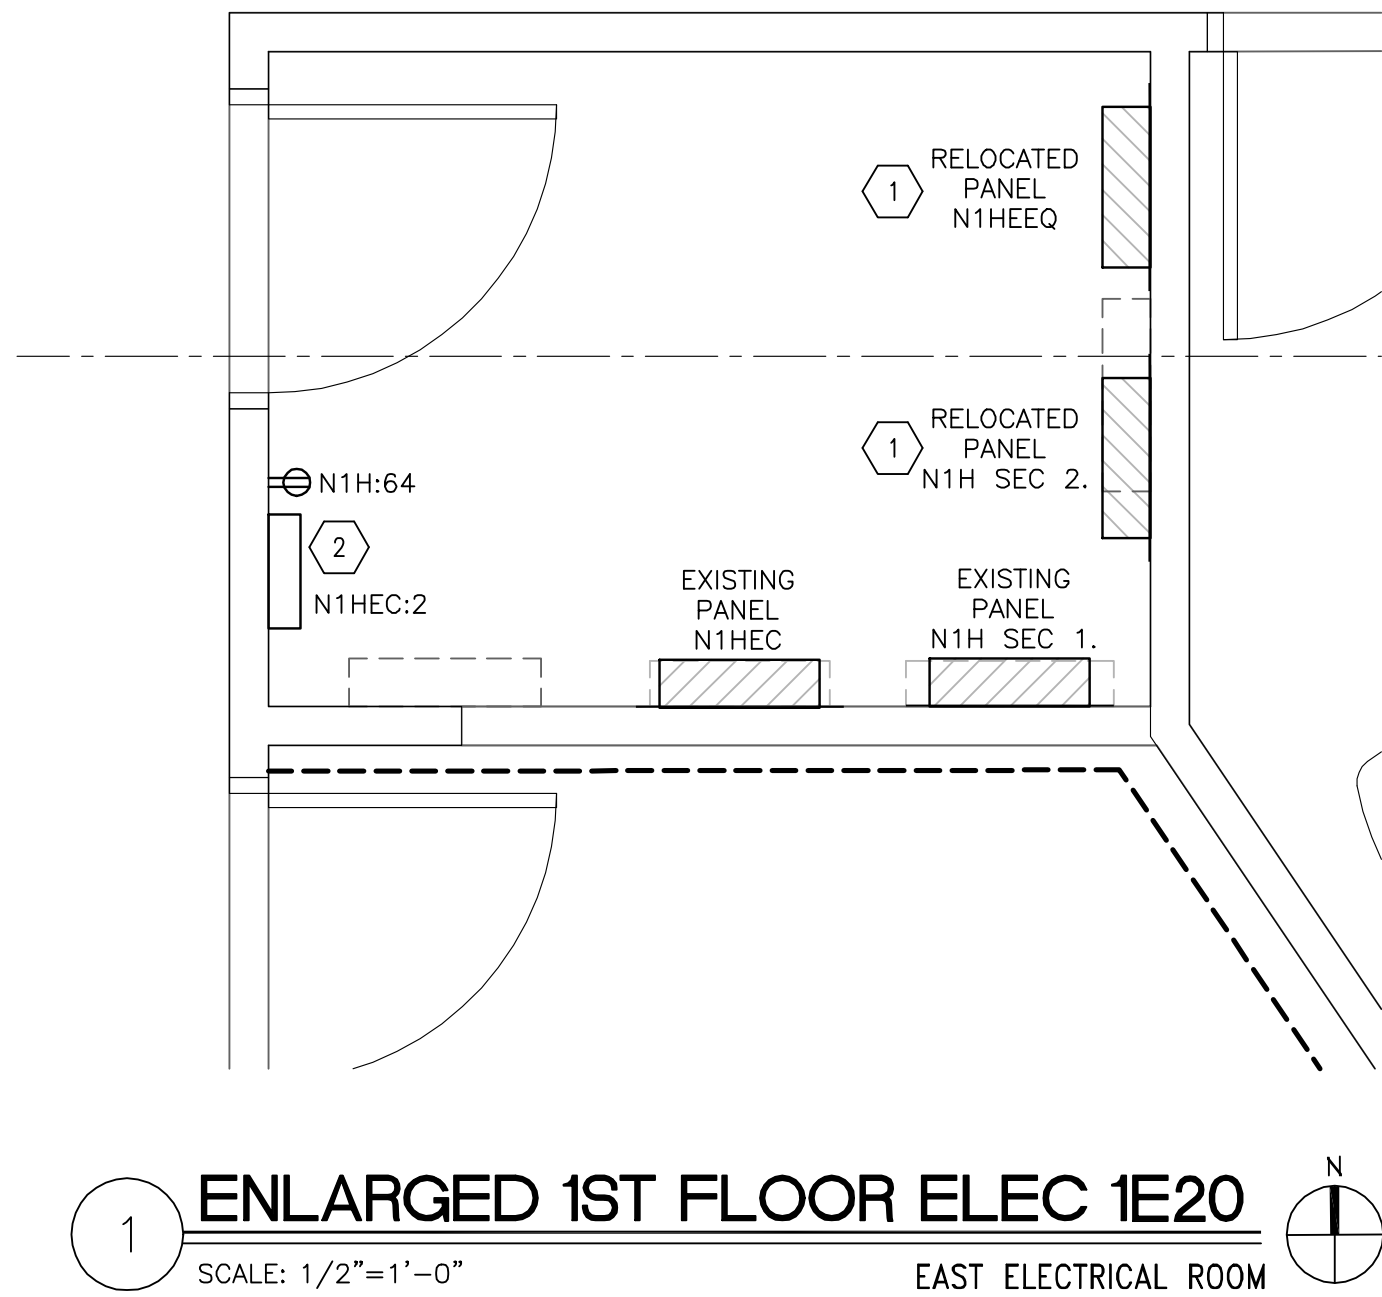 1
RELOCATED
PANEL
N1HEEQ
1
RELOCATED
PANEL
N1H SEC 2.
N1H:64
2
N1HEC:2
EXISTING
PANEL
N1HEC
EXISTING
PANEL
N1H SEC 1.
1
ENLARGED 1ST FLOOR ELEC 1E20
SCALE: 1/2"=1'-0"
EAST ELECTRICAL ROOM
N